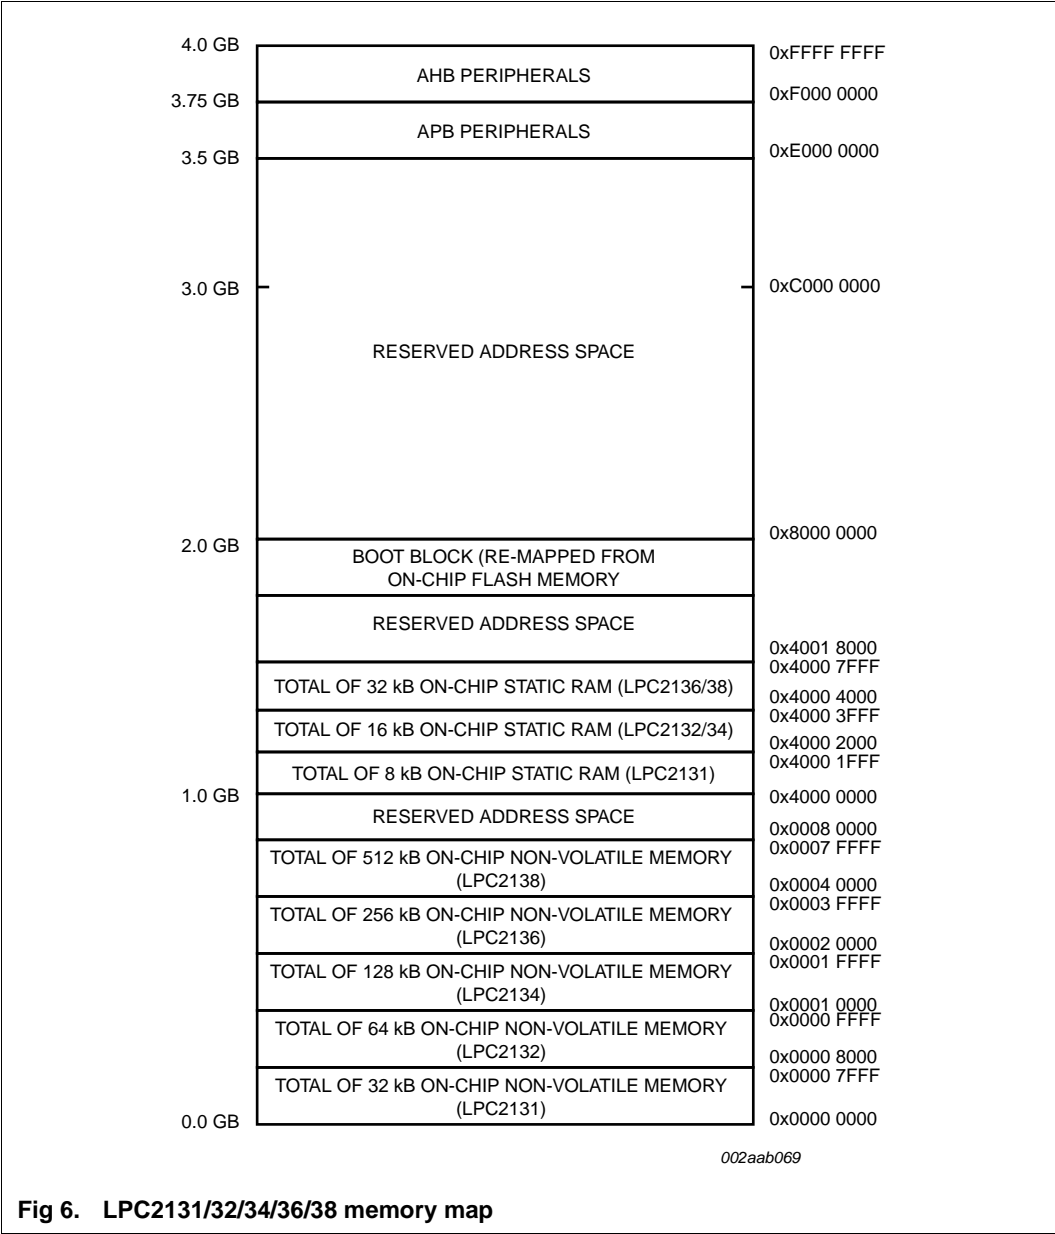 4.0 GB
0xFFFF FFFF
AHB PERIPHERALS
3.75 GB
0xF000 0000
APB PERIPHERALS
3.5 GB
0xE000 0000
3.0 GB
0xC000 0000
RESERVED ADDRESS SPACE
2.0 GB
0x8000 0000
BOOT BLOCK (RE-MAPPED FROM
ON-CHIP FLASH MEMORY
RESERVED ADDRESS SPACE
0x4001 8000
0x4000 7FFF
TOTAL OF 32 kB ON-CHIP STATIC RAM (LPC2136/38)
0x4000 4000
0x4000 3FFF
TOTAL OF 16 kB ON-CHIP STATIC RAM (LPC2132/34)
0x4000 2000
0x4000 1FFF
TOTAL OF 8 kB ON-CHIP STATIC RAM (LPC2131)
1.0 GB
0x4000 0000
RESERVED ADDRESS SPACE
0x0008 0000
0x0007 FFFF
TOTAL OF 512 kB ON-CHIP NON-VOLATILE MEMORY
(LPC2138)
0x0004 0000
0x0003 FFFF
TOTAL OF 256 kB ON-CHIP NON-VOLATILE MEMORY
(LPC2136)
0x0002 0000
0x0001 FFFF
TOTAL OF 128 kB ON-CHIP NON-VOLATILE MEMORY
(LPC2134)
0x0001 0000
0x0000 FFFF
TOTAL OF 64 kB ON-CHIP NON-VOLATILE MEMORY
(LPC2132)
0x0000 8000
0x0000 7FFF
TOTAL OF 32 kB ON-CHIP NON-VOLATILE MEMORY
(LPC2131)
0.0 GB
0x0000 0000
002aab069
Fig 6. LPC2131/32/34/36/38 memory map